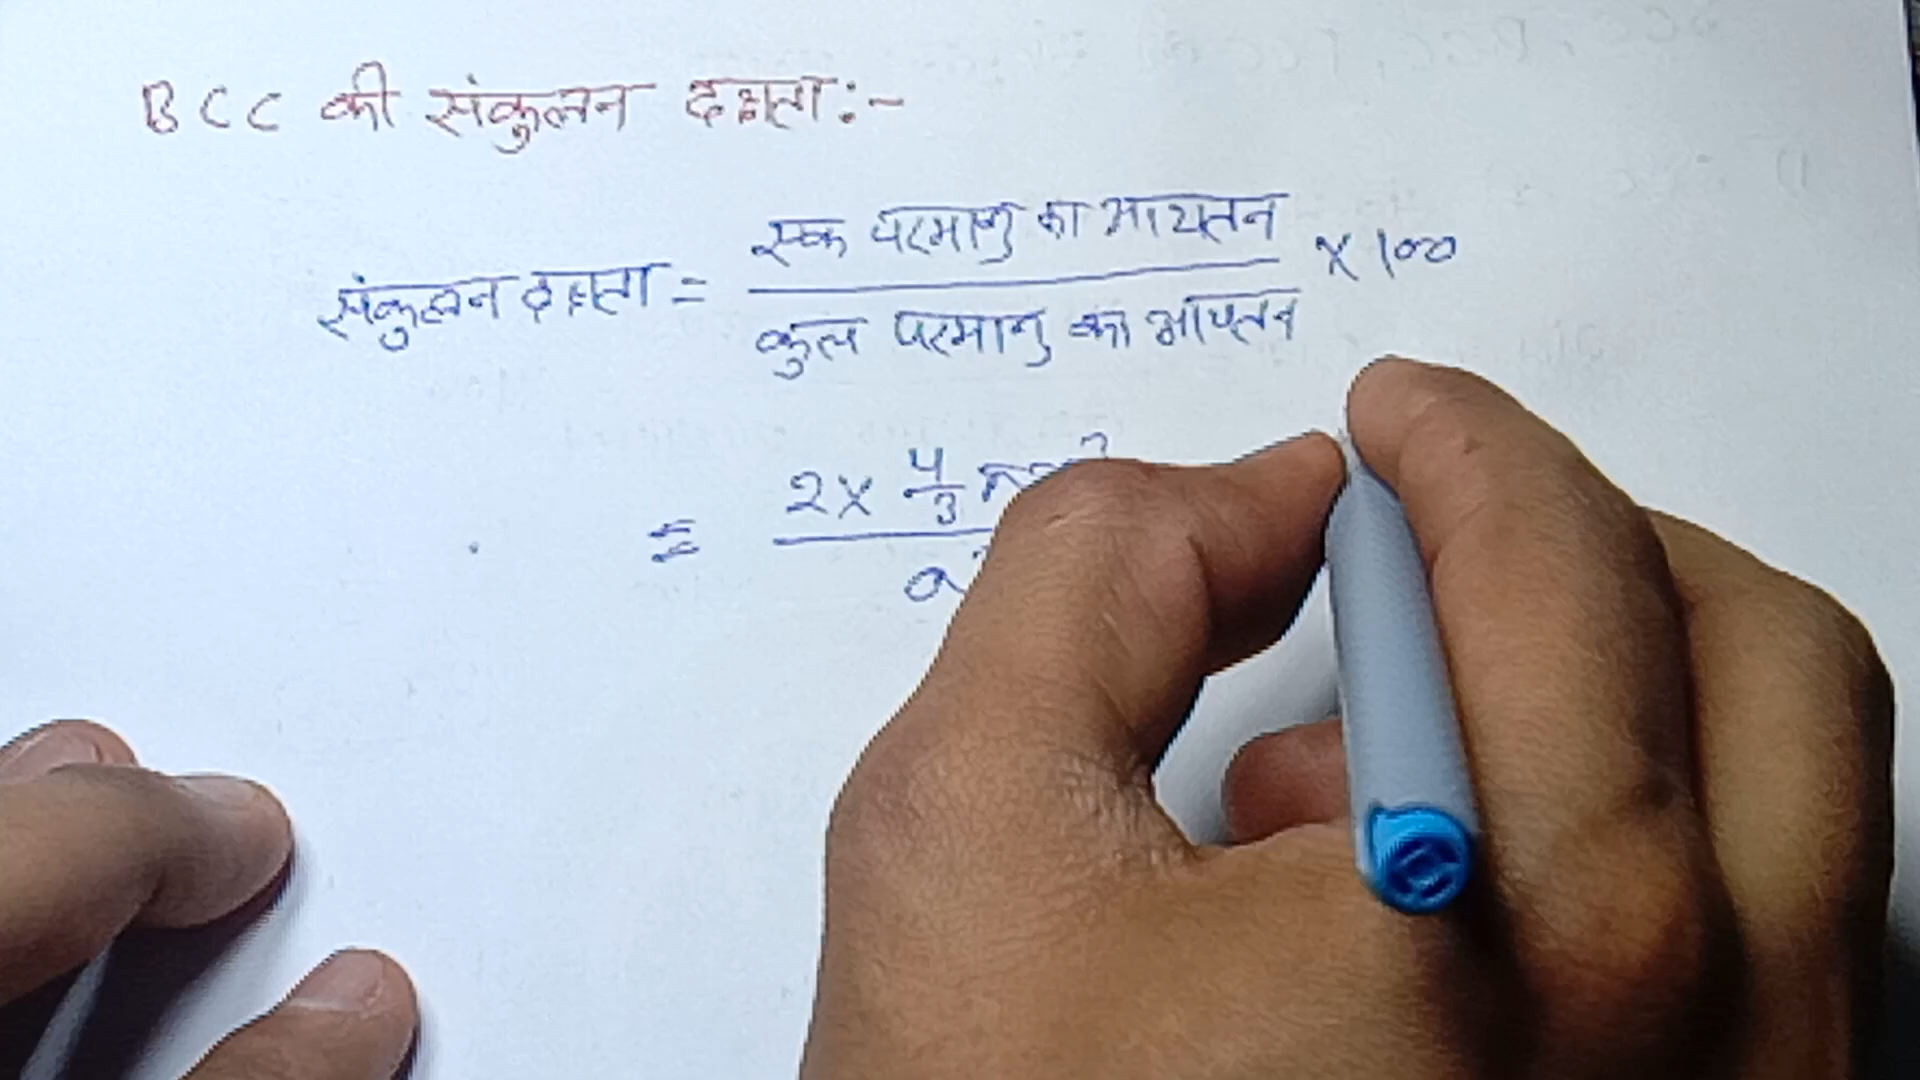 BCC की संकुलन दक्षता :-
संकुलन दक्षता = एक परमाणु का आयतन / कुल परमाणु का आयतन × 100
= 2 × 4/3 π / a